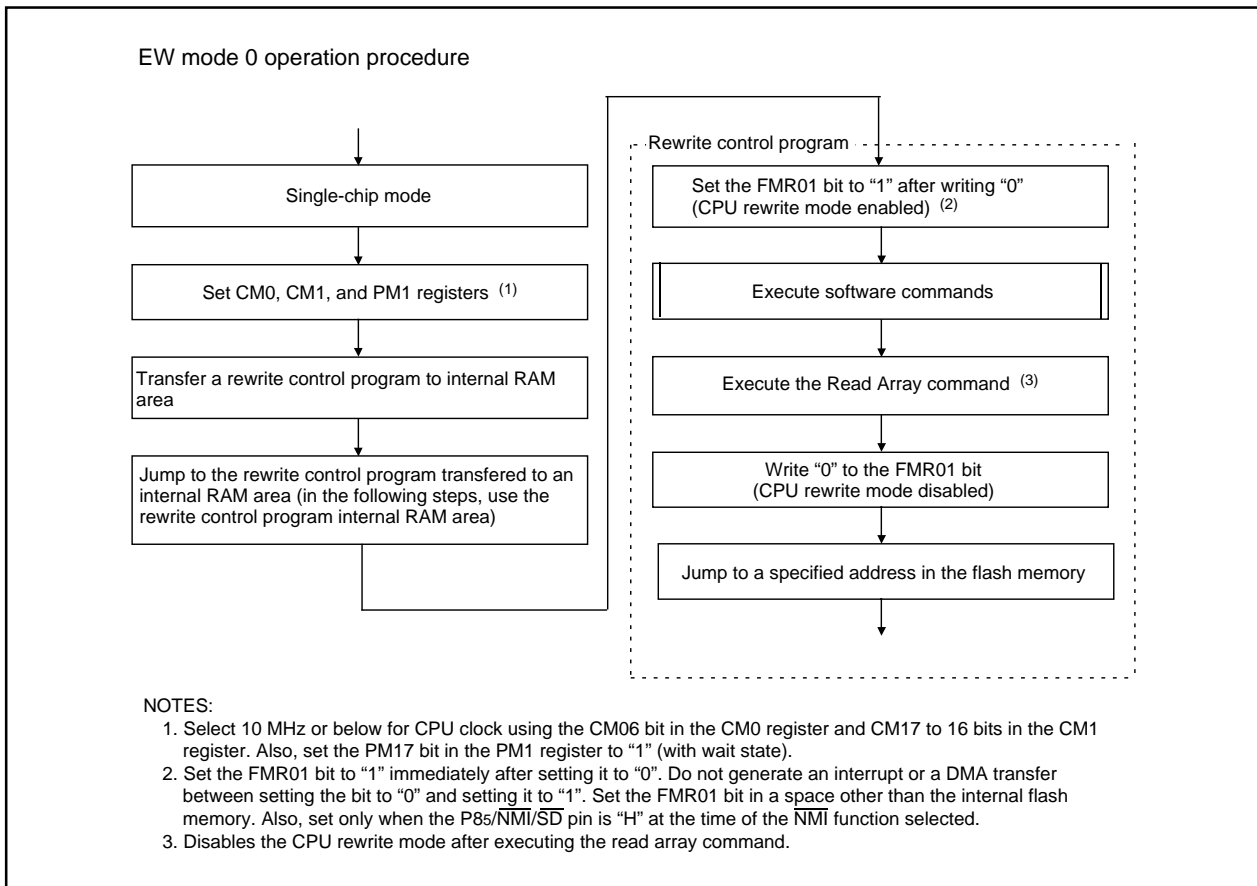 EW mode 0 operation procedure
Single-chip mode
Set CM0, CM1, and PM1 registers (1)
Transfer a rewrite control program to internal RAM
area
Jump to the rewrite control program transfered to an
internal RAM area (in the following steps, use the
rewrite control program internal RAM area)
Rewrite control program
Set the FMR01 bit to “1” after writing “0”
(CPU rewrite mode enabled) (2)
Execute software commands
Execute the Read Array command (3)
Write “0” to the FMR01 bit
(CPU rewrite mode disabled)
Jump to a specified address in the flash memory
NOTES:
1. Select 10 MHz or below for CPU clock using the CM06 bit in the CM0 register and CM17 to 16 bits in the CM1
register. Also, set the PM17 bit in the PM1 register to “1” (with wait state).
2. Set the FMR01 bit to “1” immediately after setting it to “0”. Do not generate an interrupt or a DMA transfer
between setting the bit to “0” and setting it to “1”. Set the FMR01 bit in a space other than the internal flash
memory. Also, set only when the P85/NMI/SD pin is “H” at the time of the NMI function selected.
3. Disables the CPU rewrite mode after executing the read array command.